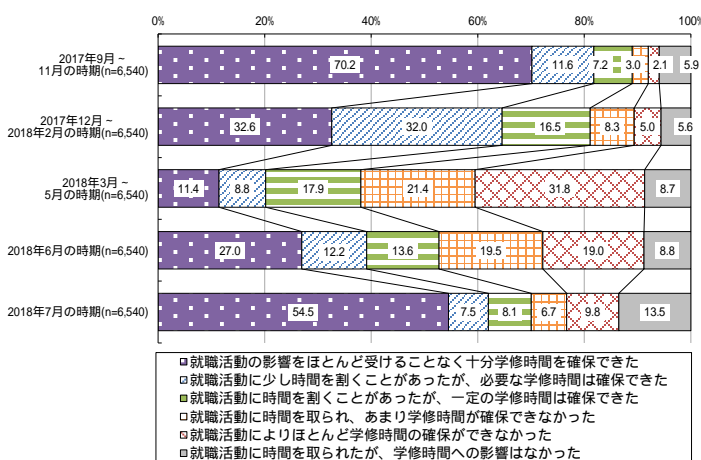 0% 20% 40% 60% 80% 100%
2017年9月～
11月の時期(n=6,540)
70.2 11.6 7.2 3.0 2.1 5.9
2017年12月～
2018年2月の時期(n=6,540)
32.6 32.0 16.5 8.3 5.0 5.6
2018年3月～
5月の時期(n=6,540)
11.4 8.8 17.9 21.4 31.8 8.7
2018年6月の時期(n=6,540)
27.0 12.2 13.6 19.5 19.0 8.8
2018年7月の時期(n=6,540)
54.5 7.5 8.1 6.7 9.8 13.5
就職活動の影響をほとんど受けることなく十分学修時間を確保できた
就職活動に少し時間を割くことがあったが、必要な学修時間は確保できた
就職活動に時間を割くことがあったが、一定の学修時間は確保できた
就職活動に時間を取られ、あまり学修時間が確保できなかった
就職活動によりほとんど学修時間の確保ができなかった
就職活動に時間を取られたが、学修時間への影響はなかった